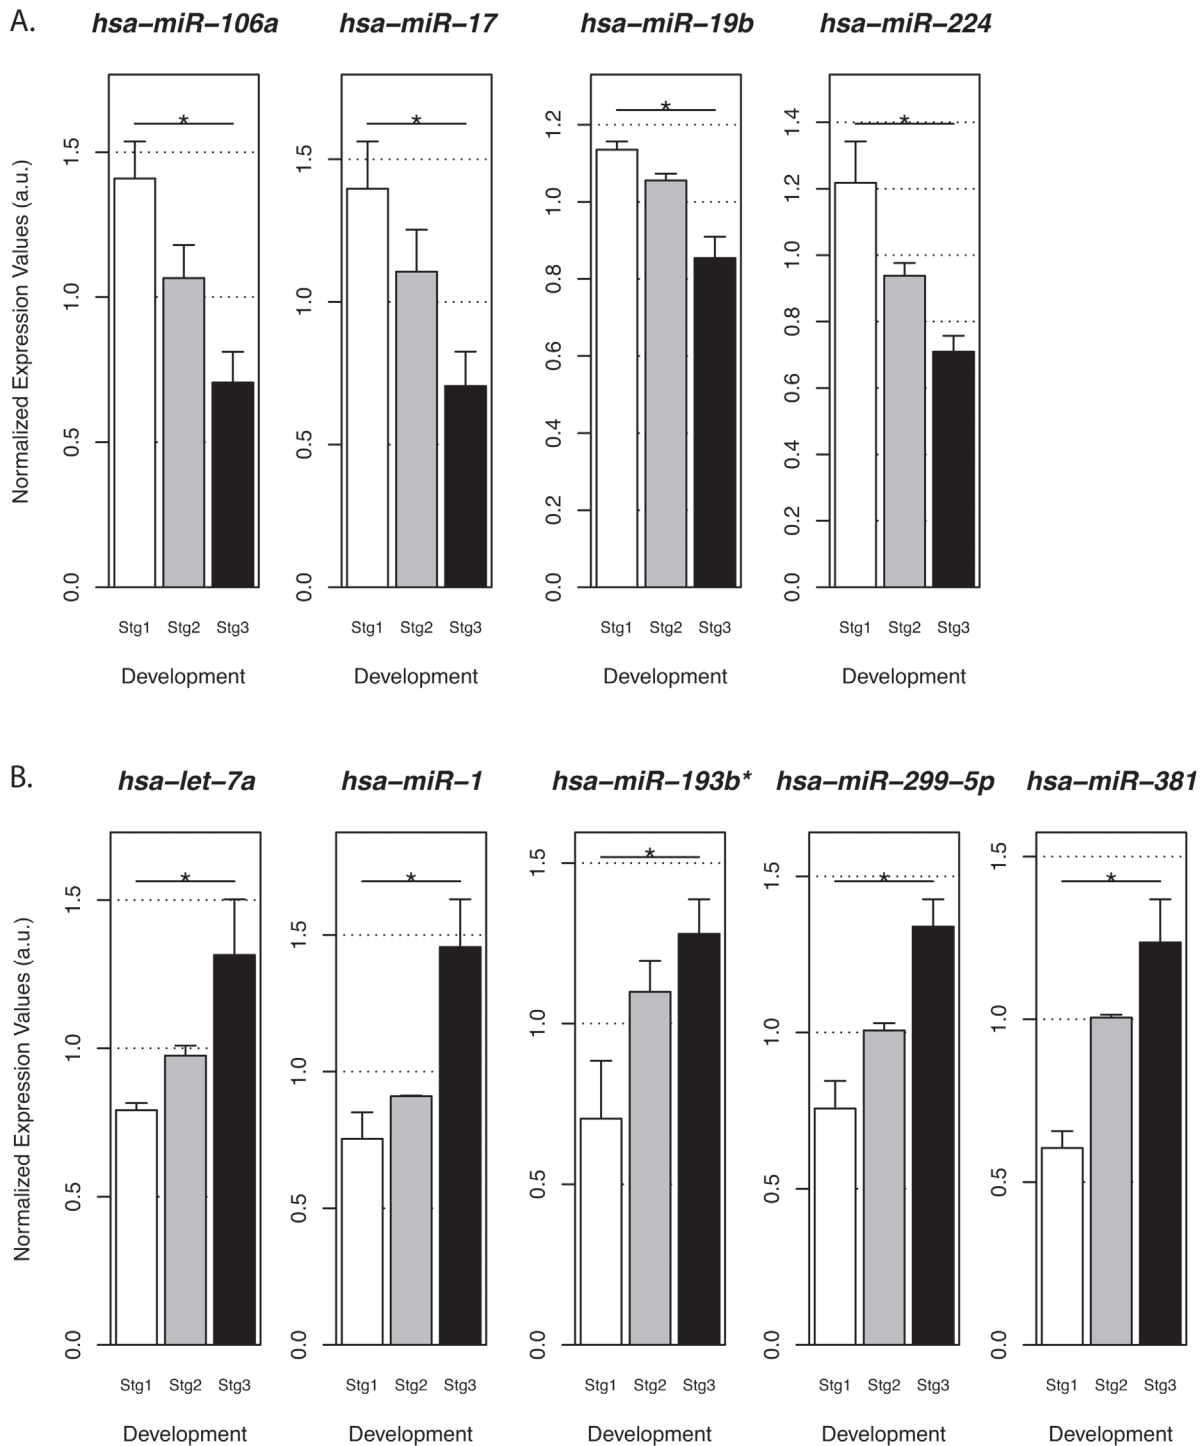 A.
hsa–miR–106a hsa–miR–17 hsa–miR–19b hsa–miR–224
Normalized Expression Values (a.u.)
0.0 0.5 1.0 1.5
*
Stg1 Stg2 Stg3
Development
0.0 0.5 1.0 1.5
*
Stg1 Stg2 Stg3
Development
0.0 0.2 0.4 0.6 0.8 1.0 1.2
*
Stg1 Stg2 Stg3
Development
0.0 0.2 0.4 0.6 0.8 1.0 1.2 1.4
*
Stg1 Stg2 Stg3
Development
B.
hsa–let–7a hsa–miR–1 hsa–miR–193b* hsa–miR–299–5p hsa–miR–381
Normalized Expression Values (a.u.)
0.0 0.5 1.0 1.5
*
Stg1 Stg2 Stg3
Development
0.0 0.5 1.0 1.5
*
Stg1 Stg2 Stg3
Development
0.0 0.5 1.0 1.5
*
Stg1 Stg2 Stg3
Development
0.0 0.5 1.0 1.5
*
Stg1 Stg2 Stg3
Development
0.0 0.5 1.0 1.5
*
Stg1 Stg2 Stg3
Development